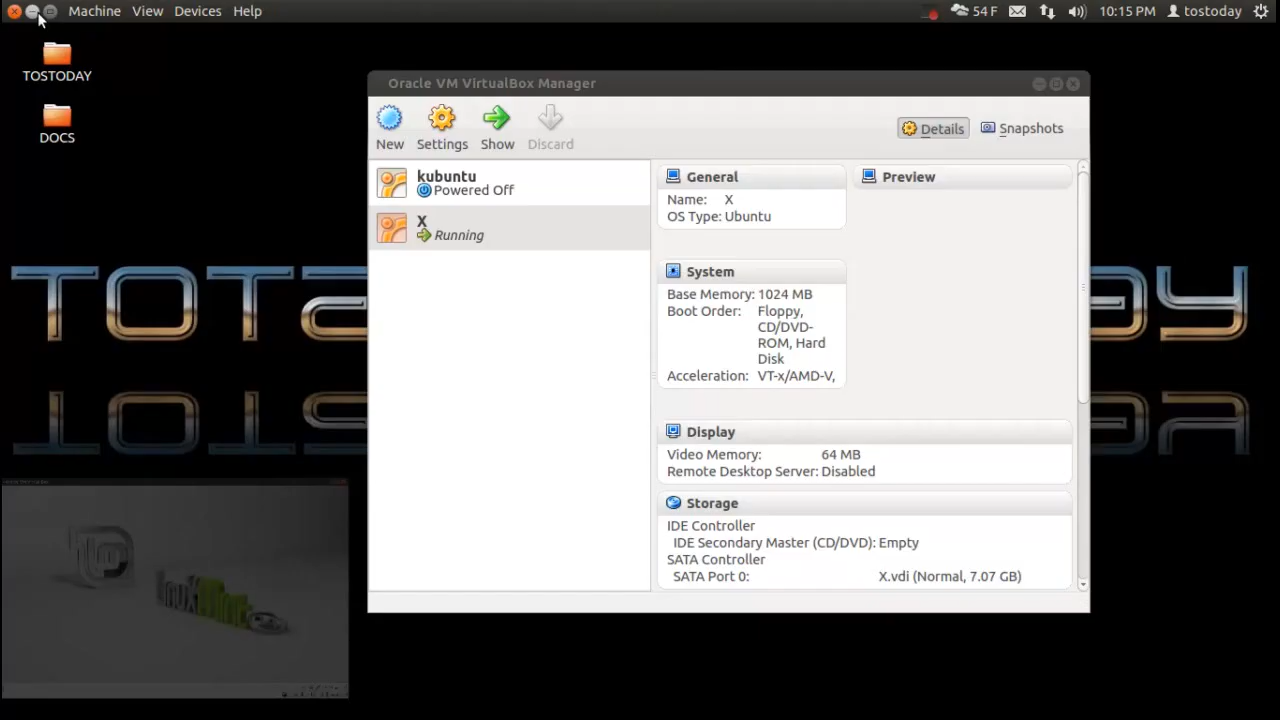 Machine View Devices Help
54 F 10:15 PM tostoday
TOSTODAY
DOCS
Oracle VM VirtualBox Manager
New Settings Show Discard
Details Snapshots
kubuntu
Powered Off
X
Running
General
Name: X
OS Type: Ubuntu
Preview
System
Base Memory: 1024 MB
Boot Order: Floppy,
CD/DVD-
ROM, Hard
Disk
Acceleration: VT-x/AMD-V,
Display
Video Memory: 64 MB
Remote Desktop Server: Disabled
Storage
IDE Controller
IDE Secondary Master (CD/DVD): Empty
SATA Controller
SATA Port 0: X.vdi (Normal, 7.07 GB)
linuxMint